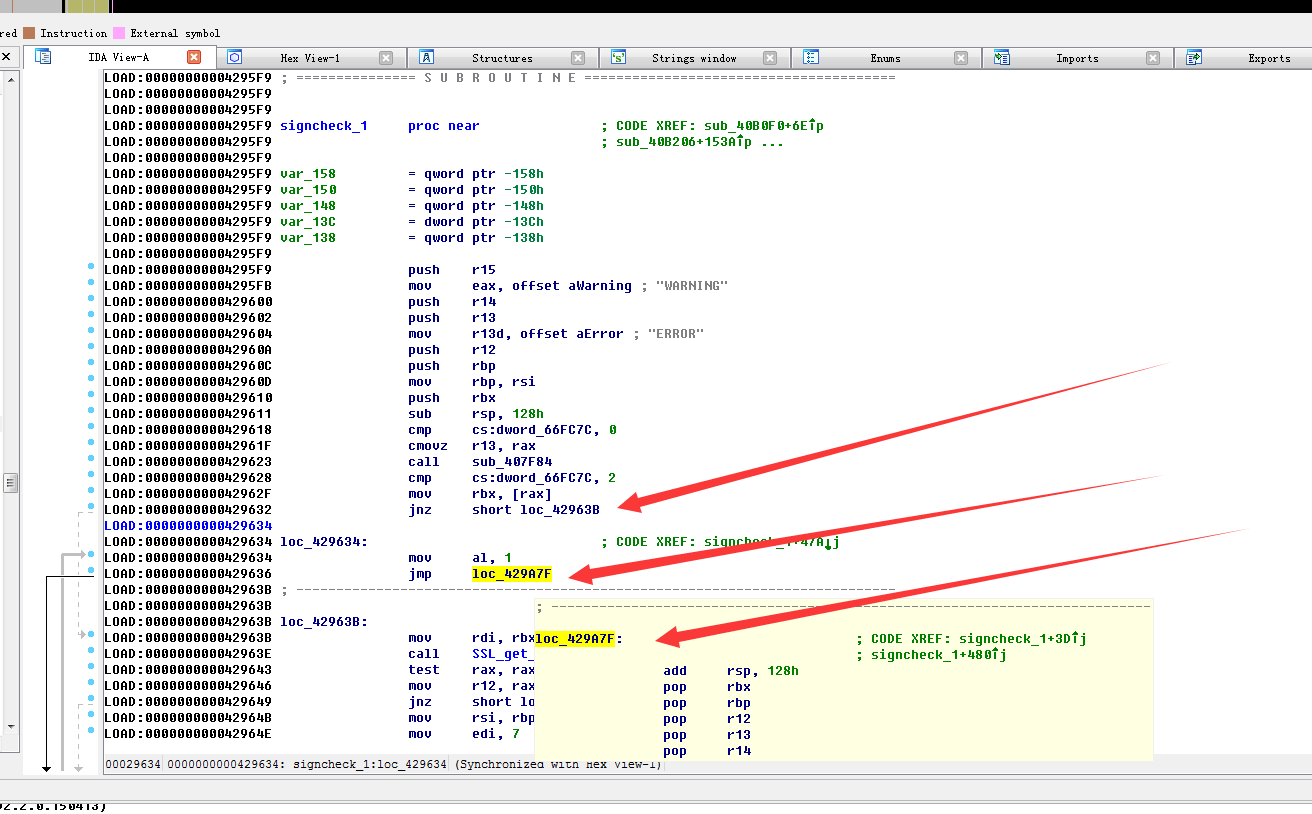 red Instruction External symbol
IDA View-A Hex View-1 Structures Strings window Enums Imports Exports
LOAD:00000000004295F9 ; =============== S U B R O U T I N E =======================================
LOAD:00000000004295F9
LOAD:00000000004295F9
LOAD:00000000004295F9 signcheck_1 proc near ; CODE XREF: sub_40B0F0+6E↑p
LOAD:00000000004295F9 ; sub_40B206+153A↑p ...
LOAD:00000000004295F9
LOAD:00000000004295F9 var_158 = qword ptr -158h
LOAD:00000000004295F9 var_150 = qword ptr -150h
LOAD:00000000004295F9 var_148 = qword ptr -148h
LOAD:00000000004295F9 var_13C = dword ptr -13Ch
LOAD:00000000004295F9 var_138 = qword ptr -138h
LOAD:00000000004295F9
LOAD:00000000004295F9 push r15
LOAD:00000000004295FB mov eax, offset aWarning ; "WARNING"
LOAD:0000000000429600 push r14
LOAD:0000000000429602 push r13
LOAD:0000000000429604 mov r13d, offset aError ; "ERROR"
LOAD:000000000042960A push r12
LOAD:000000000042960C push rbp
LOAD:000000000042960D mov rbp, rsi
LOAD:0000000000429610 push rbx
LOAD:0000000000429611 sub rsp, 128h
LOAD:0000000000429618 cmp cs:dword_66FC7C, 0
LOAD:000000000042961F cmovz r13, rax
LOAD:0000000000429623 call sub_407F84
LOAD:0000000000429628 cmp cs:dword_66FC7C, 2
LOAD:000000000042962F mov rbx, [rax]
LOAD:0000000000429632 jnz short loc_42963B
LOAD:0000000000429634
LOAD:0000000000429634 loc_429634: ; CODE XREF: signcheck_1+47A↓j
LOAD:0000000000429634 mov al, 1
LOAD:0000000000429636 jmp loc_429A7F
LOAD:000000000042963B ; ---------------------------------------------------------------------------
LOAD:000000000042963B
LOAD:000000000042963B loc_42963B:
LOAD:000000000042963B mov rdi, rbx
LOAD:000000000042963E call SSL_get_
LOAD:0000000000429643 test rax, rax
LOAD:0000000000429646 mov r12, rax
LOAD:0000000000429649 jnz short lo
LOAD:000000000042964B mov rsi, rbp
LOAD:000000000042964E mov edi, 7
; ---------------------------------------------------------------------------
loc_429A7F: ; CODE XREF: signcheck_1+3D↑j
; signcheck_1+480↑j
add rsp, 128h
pop rbx
pop rbp
pop r12
pop r13
pop r14
00029634 0000000000429634: signcheck_1:loc_429634 (Synchronized with Hex View-1)
02.2.0.150413)